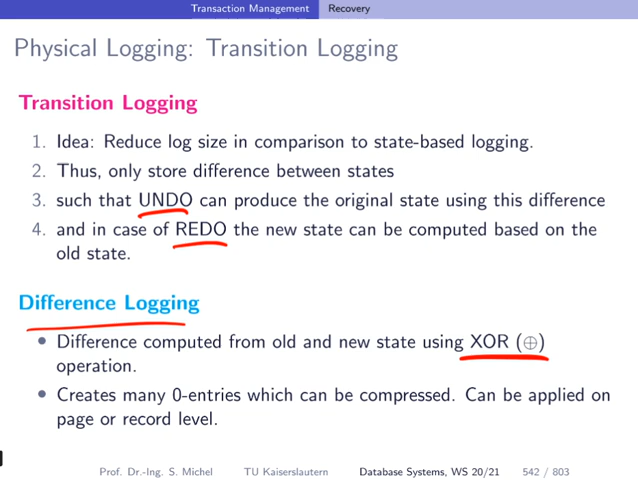 Transaction Management Recovery
Physical Logging: Transition Logging
Transition Logging
1. Idea: Reduce log size in comparison to state-based logging.
2. Thus, only store difference between states
3. such that UNDO can produce the original state using this difference
4. and in case of REDO the new state can be computed based on the
old state.
Difference Logging
• Difference computed from old and new state using XOR (⊕)
operation.
• Creates many 0-entries which can be compressed. Can be applied on
page or record level.
Prof. Dr.-Ing. S. Michel TU Kaiserslautern Database Systems, WS 20/21 542 / 803